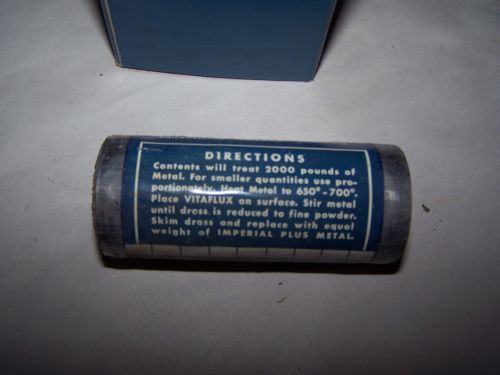 DIRECTIONS
Contents will treat 2000 pounds of
Metal. For smaller quantities use pro-
portionately. Heat Metal to 650°-700°.
Place VITAFLUX on surface. Stir metal
until dross is reduced to fine powder.
Skim dross and replace with equal
weight of IMPERIAL PLUS METAL.